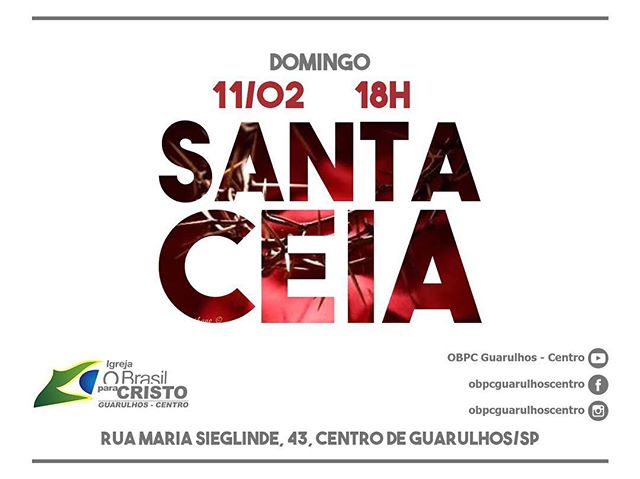 DOMINGO
11/02 18H
SANTA
CEIA
Igreja
O Brasil
para CRISTO
GUARULHOS - CENTRO
OBPC Guarulhos - Centro
obpcguarulhoscentro
obpcguarulhoscentro
RUA MARIA SIEGLINDE, 43, CENTRO DE GUARULHOS/SP